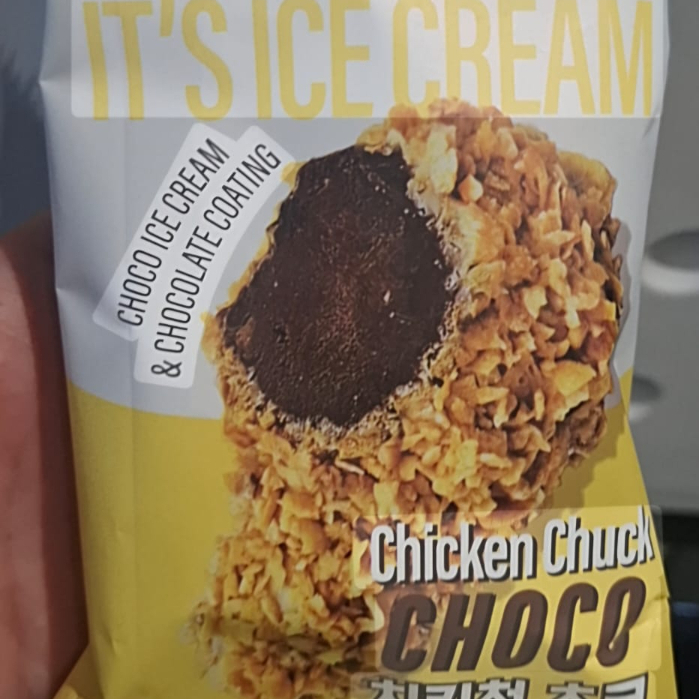 IT'S ICE CREAM
CHOCO ICE CREAM
& CHOCOLATE COATING
Chicken Chuck
CHOCO